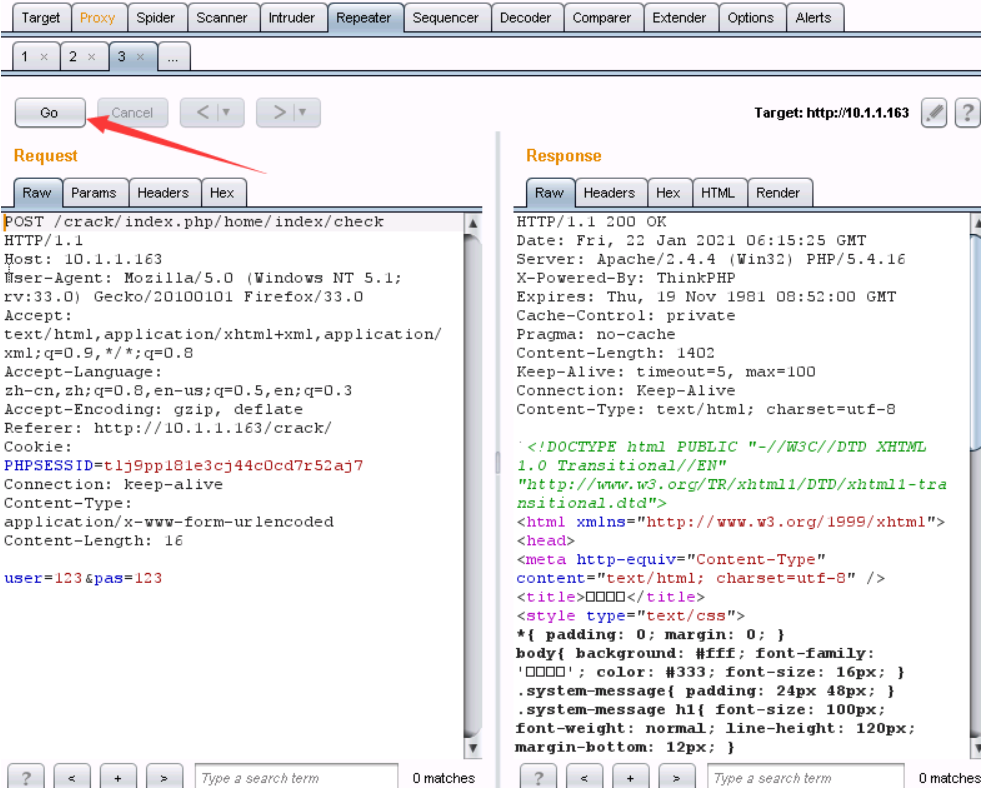 Target Proxy Spider Scanner Intruder Repeater Sequencer Decoder Comparer Extender Options Alerts
1 × 2 × 3 × ...
Go Cancel < > Target: http://10.1.1.163 ?
Request
Raw Params Headers Hex
POST /crack/index.php/home/index/check
HTTP/1.1
Host: 10.1.1.163
User-Agent: Mozilla/5.0 (Windows NT 5.1;
rv:33.0) Gecko/20100101 Firefox/33.0
Accept:
text/html,application/xhtml+xml,application/
xml;q=0.9,*/*;q=0.8
Accept-Language:
zh-cn,zh;q=0.8,en-us;q=0.5,en;q=0.3
Accept-Encoding: gzip, deflate
Referer: http://10.1.1.163/crack/
Cookie:
PHPSESSID=tlj9pp181e3cj44c0cd7r52aj7
Connection: keep-alive
Content-Type:
application/x-www-form-urlencoded
Content-Length: 16
user=123&pas=123
? < + > Type a search term 0 matches
Response
Raw Headers Hex HTML Render
HTTP/1.1 200 OK
Date: Fri, 22 Jan 2021 06:15:25 GMT
Server: Apache/2.4.4 (Win32) PHP/5.4.16
X-Powered-By: ThinkPHP
Expires: Thu, 19 Nov 1981 08:52:00 GMT
Cache-Control: private
Pragma: no-cache
Content-Length: 1402
Keep-Alive: timeout=5, max=100
Connection: Keep-Alive
Content-Type: text/html; charset=utf-8
<!DOCTYPE html PUBLIC "-//W3C//DTD XHTML
1.0 Transitional//EN"
"http://www.w3.org/TR/xhtml1/DTD/xhtml1-tra
nsitional.dtd">
<html xmlns="http://www.w3.org/1999/xhtml">
<head>
<meta http-equiv="Content-Type"
content="text/html; charset=utf-8" />
<title>□□□□</title>
<style type="text/css">
*{ padding: 0; margin: 0; }
body{ background: #fff; font-family:
'□□□□'; color: #333; font-size: 16px; }
.system-message{ padding: 24px 48px; }
.system-message h1{ font-size: 100px;
font-weight: normal; line-height: 120px;
margin-bottom: 12px; }
? < + > Type a search term 0 matches